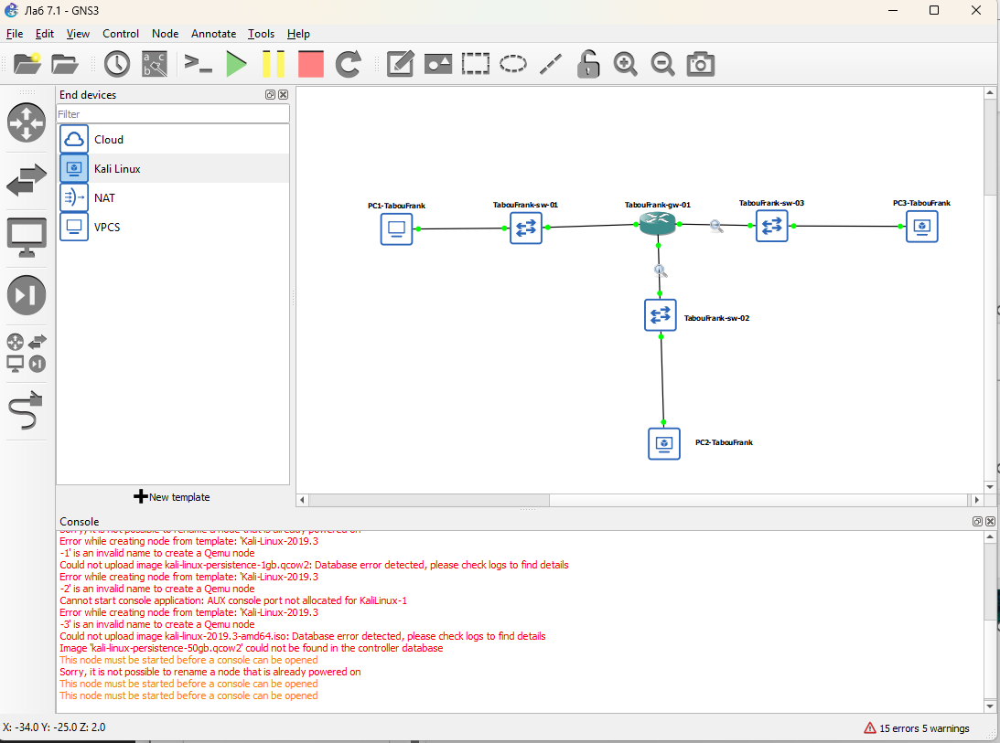 Лаб 7.1 - GNS3
File Edit View Control Node Annotate Tools Help
a c
b
End devices
Filter
Cloud
Kali Linux
NAT
VPCS
New template
PC1-TabouFrank
TabouFrank-sw-01
TabouFrank-gw-01
TabouFrank-sw-03
PC3-TabouFrank
TabouFrank-sw-02
PC2-TabouFrank
Console
Sorry, it is not possible to rename a node that is already powered on
Error while creating node from template: 'Kali-Linux-2019.3
-1' is an invalid name to create a Qemu node
Could not upload image kali-linux-persistence-1gb.qcow2: Database error detected, please check logs to find details
Error while creating node from template: 'Kali-Linux-2019.3
-2' is an invalid name to create a Qemu node
Cannot start console application: AUX console port not allocated for KaliLinux-1
Error while creating node from template: 'Kali-Linux-2019.3
-3' is an invalid name to create a Qemu node
Could not upload image kali-linux-2019.3-amd64.iso: Database error detected, please check logs to find details
Image 'kali-linux-persistence-50gb.qcow2' could not be found in the controller database
This node must be started before a console can be opened
Sorry, it is not possible to rename a node that is already powered on
This node must be started before a console can be opened
This node must be started before a console can be opened
X: -34.0 Y: -25.0 Z: 2.0
15 errors 5 warnings